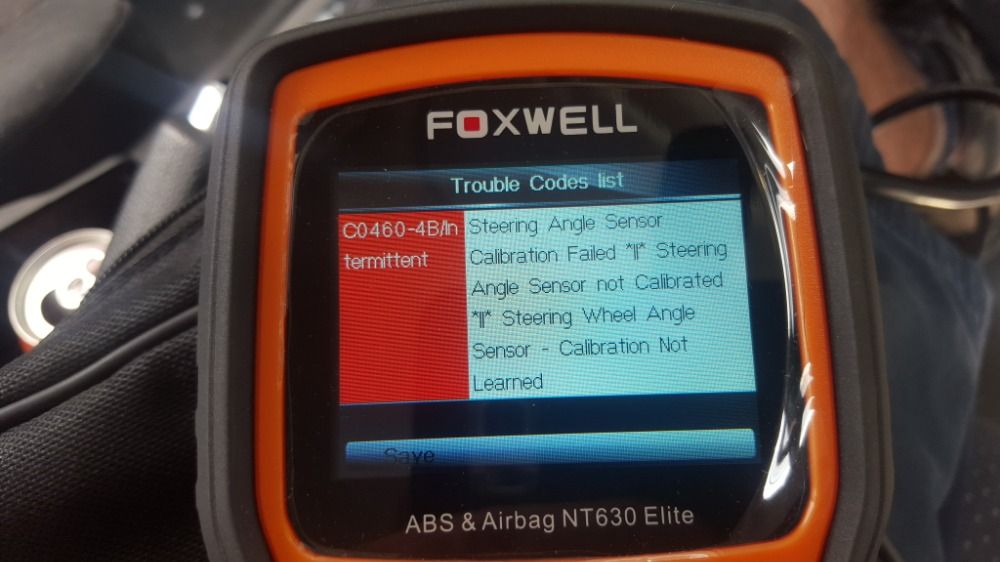 FOXWELL
Trouble Codes list
C0460-4B/In
termittent
Steering Angle Sensor
Calibration Failed *||* Steering
Angle Sensor not Calibrated
*||* Steering Wheel Angle
Sensor - Calibration Not
Learned
Save
ABS & Airbag NT630 Elite